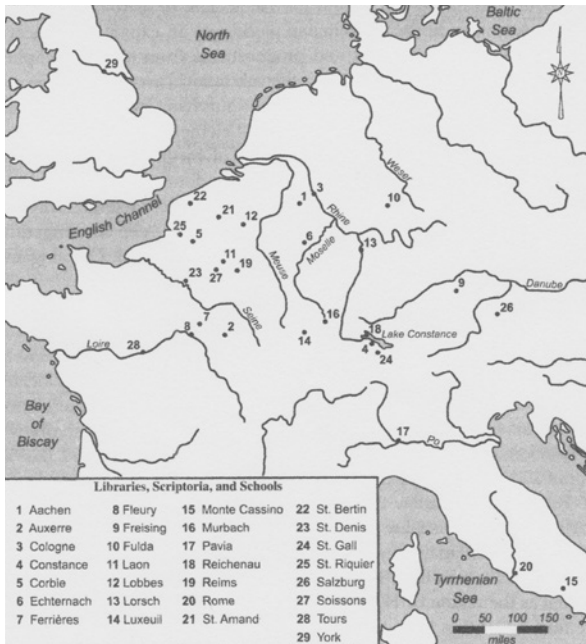 North
Sea
Baltic
Sea
29
N
Weser
22
21
12
1
3
10
English Channel
25
5
Rhine
6
Moselle
13
11
27
19
Meuse
23
9
Danube
26
7
8
2
Seine
16
14
18
Lake Constance
4
24
Loire
28
Bay
of
Biscay
17
Po
20
15
Tyrrhenian
Sea
0 50 100
miles
Libraries, Scriptoria, and Schools
1 Aachen
2 Auxerre
3 Cologne
4 Constance
5 Corbie
6 Echternach
7 Ferrières
8 Fleury
9 Freising
10 Fulda
11 Laon
12 Lobbes
13 Lorsch
14 Luxeuil
15 Monte Cassino
16 Murbach
17 Pavia
18 Reichenau
19 Reims
20 Rome
21 St. Amand
22 St. Bertin
23 St. Denis
24 St. Gall
25 St. Riquier
26 Salzburg
27 Soissons
28 Tours
29 York